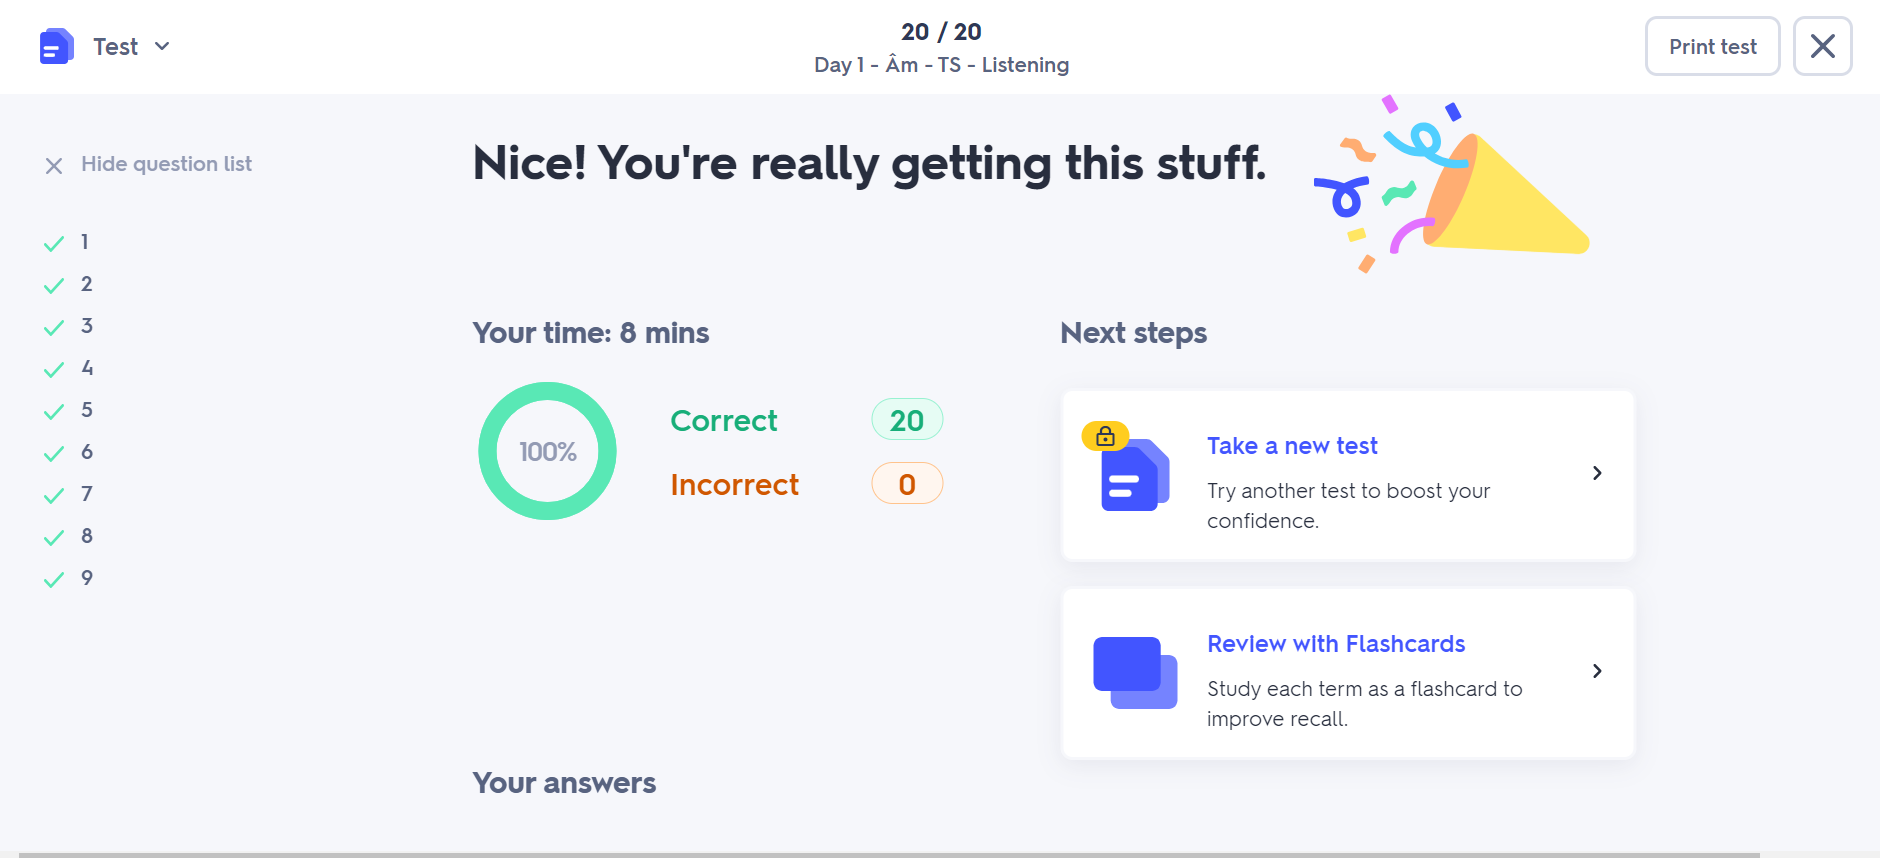 Test
20 / 20
Day 1 - Âm - TS - Listening
Print test
Hide question list
1
2
3
4
5
6
7
8
9
Nice! You're really getting this stuff.
Your time: 8 mins
100%
Correct 20
Incorrect 0
Next steps
Take a new test
Try another test to boost your
confidence.
Review with Flashcards
Study each term as a flashcard to
improve recall.
Your answers